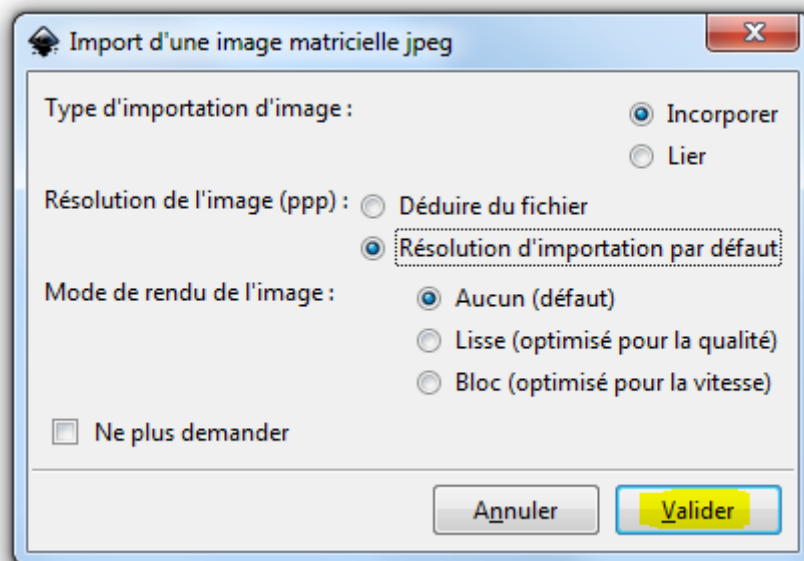 Import d'une image matricielle jpeg
Type d'importation d'image :
Incorporer
Lier
Résolution de l'image (ppp) :
Déduire du fichier
Résolution d'importation par défaut
Mode de rendu de l'image :
Aucun (défaut)
Lisse (optimisé pour la qualité)
Bloc (optimisé pour la vitesse)
Ne plus demander
Annuler
Valider